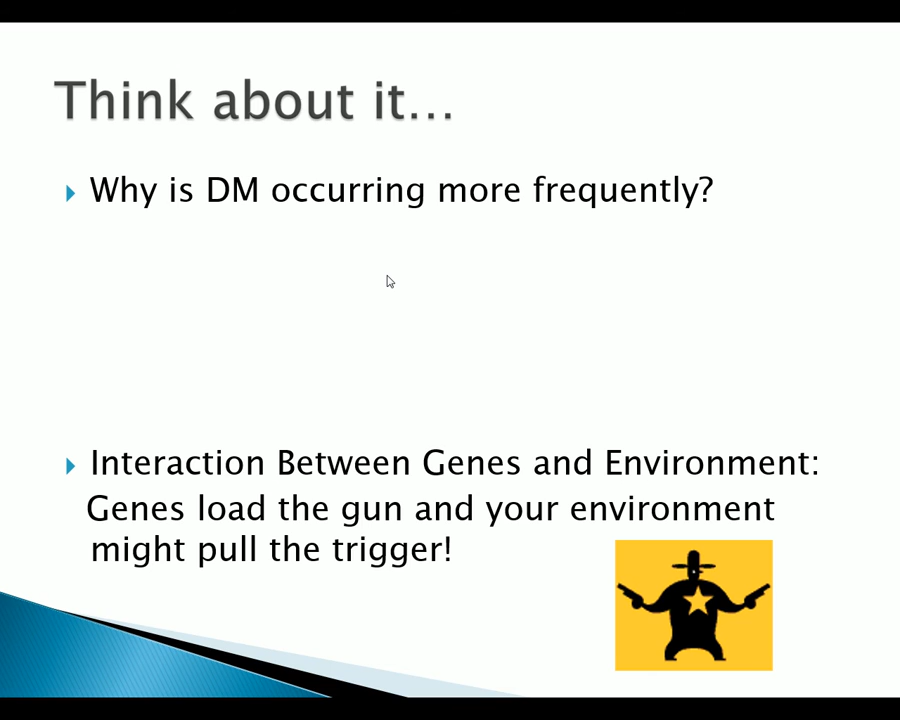 Think about it...
Why is DM occurring more frequently?
Interaction Between Genes and Environment:
Genes load the gun and your environment
might pull the trigger!